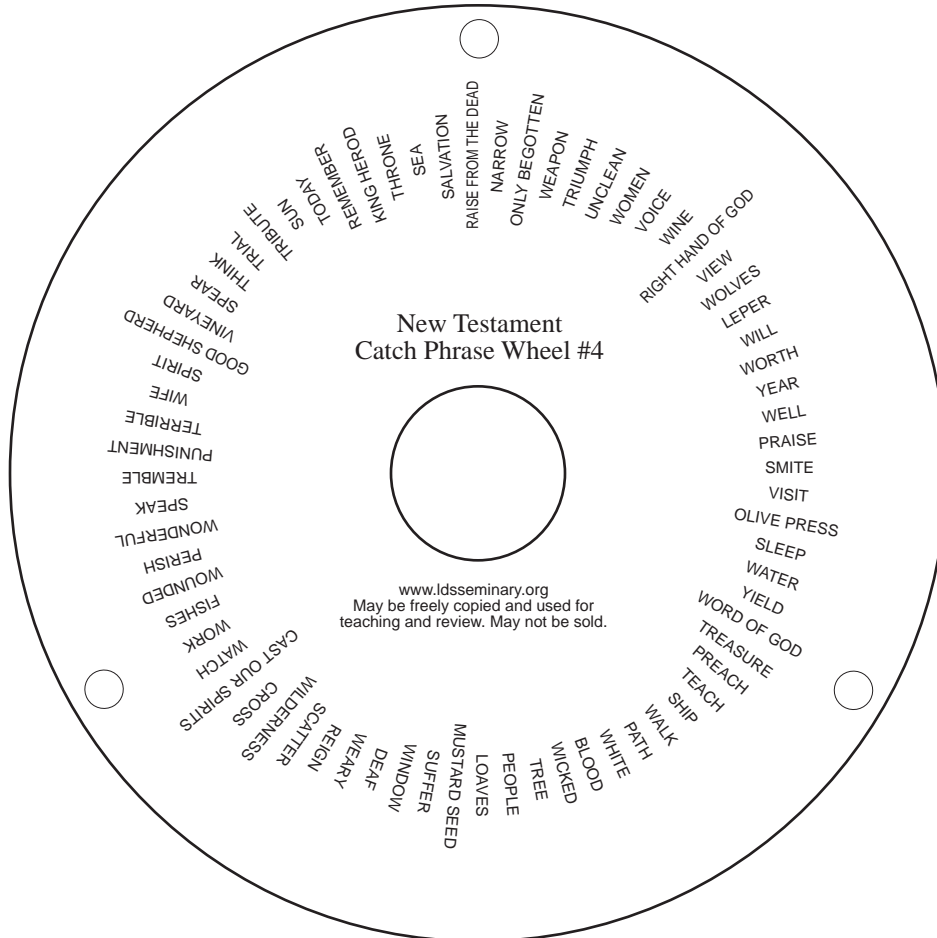 RAISE FROM THE DEAD
NARROW
ONLY BEGOTTEN
WEAPON
TRIUMPH
UNCLEAN
WOMEN
VOICE
WINE
RIGHT HAND OF GOD
VIEW
WOLVES
LEPER
WILL
WORTH
YEAR
WELL
PRAISE
SMITE
VISIT
OLIVE PRESS
SLEEP
WATER
YIELD
WORD OF GOD
TREASURE
PREACH
TEACH
SHIP
WALK
PATH
WHITE
BLOOD
WICKED
TREE
PEOPLE
LOAVES
MUSTARD SEED
SUFFER
WINDOW
DEAF
WEARY
REIGN
SCATTER
WILDERNESS
CROSS
CAST OUR SPIRITS
WATCH
WORK
FISHES
WOUNDED
PERISH
WONDERFUL
SPEAK
TREMBLE
PUNISHMENT
TERRIBLE
WIFE
SPIRIT
GOOD SHEPHERD
VINEYARD
SPEAR
THINK
TRIAL
TRIBUTE
SUN
TODAY
REMEMBER
KING HEROD
THRONE
SEA
SALVATION
New Testament
Catch Phrase Wheel #4
www.ldsseminary.org
May be freely copied and used for
teaching and review. May not be sold.